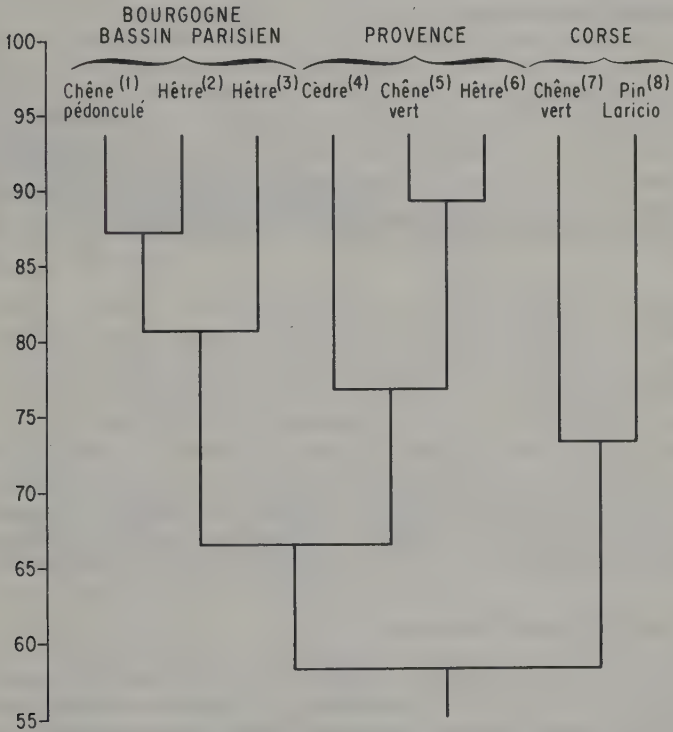 BOURGOGNE
BASSIN PARISIEN PROVENCE CORSE
Chêne (1) Hêtre(2) Hêtre(3) Cèdre(4) Chêne(5) Hêtre(6) Chêne(7) Pin(8)
pédonculé vert vert Laricio
100
95
90
85
80
75
70
65
60
55